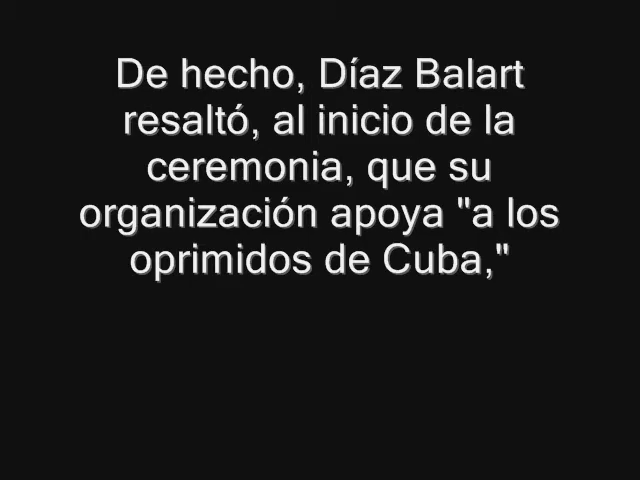 De hecho, Díaz Balart
resaltó, al inicio de la
ceremonia, que su
organización apoya "a los
oprimidos de Cuba,"